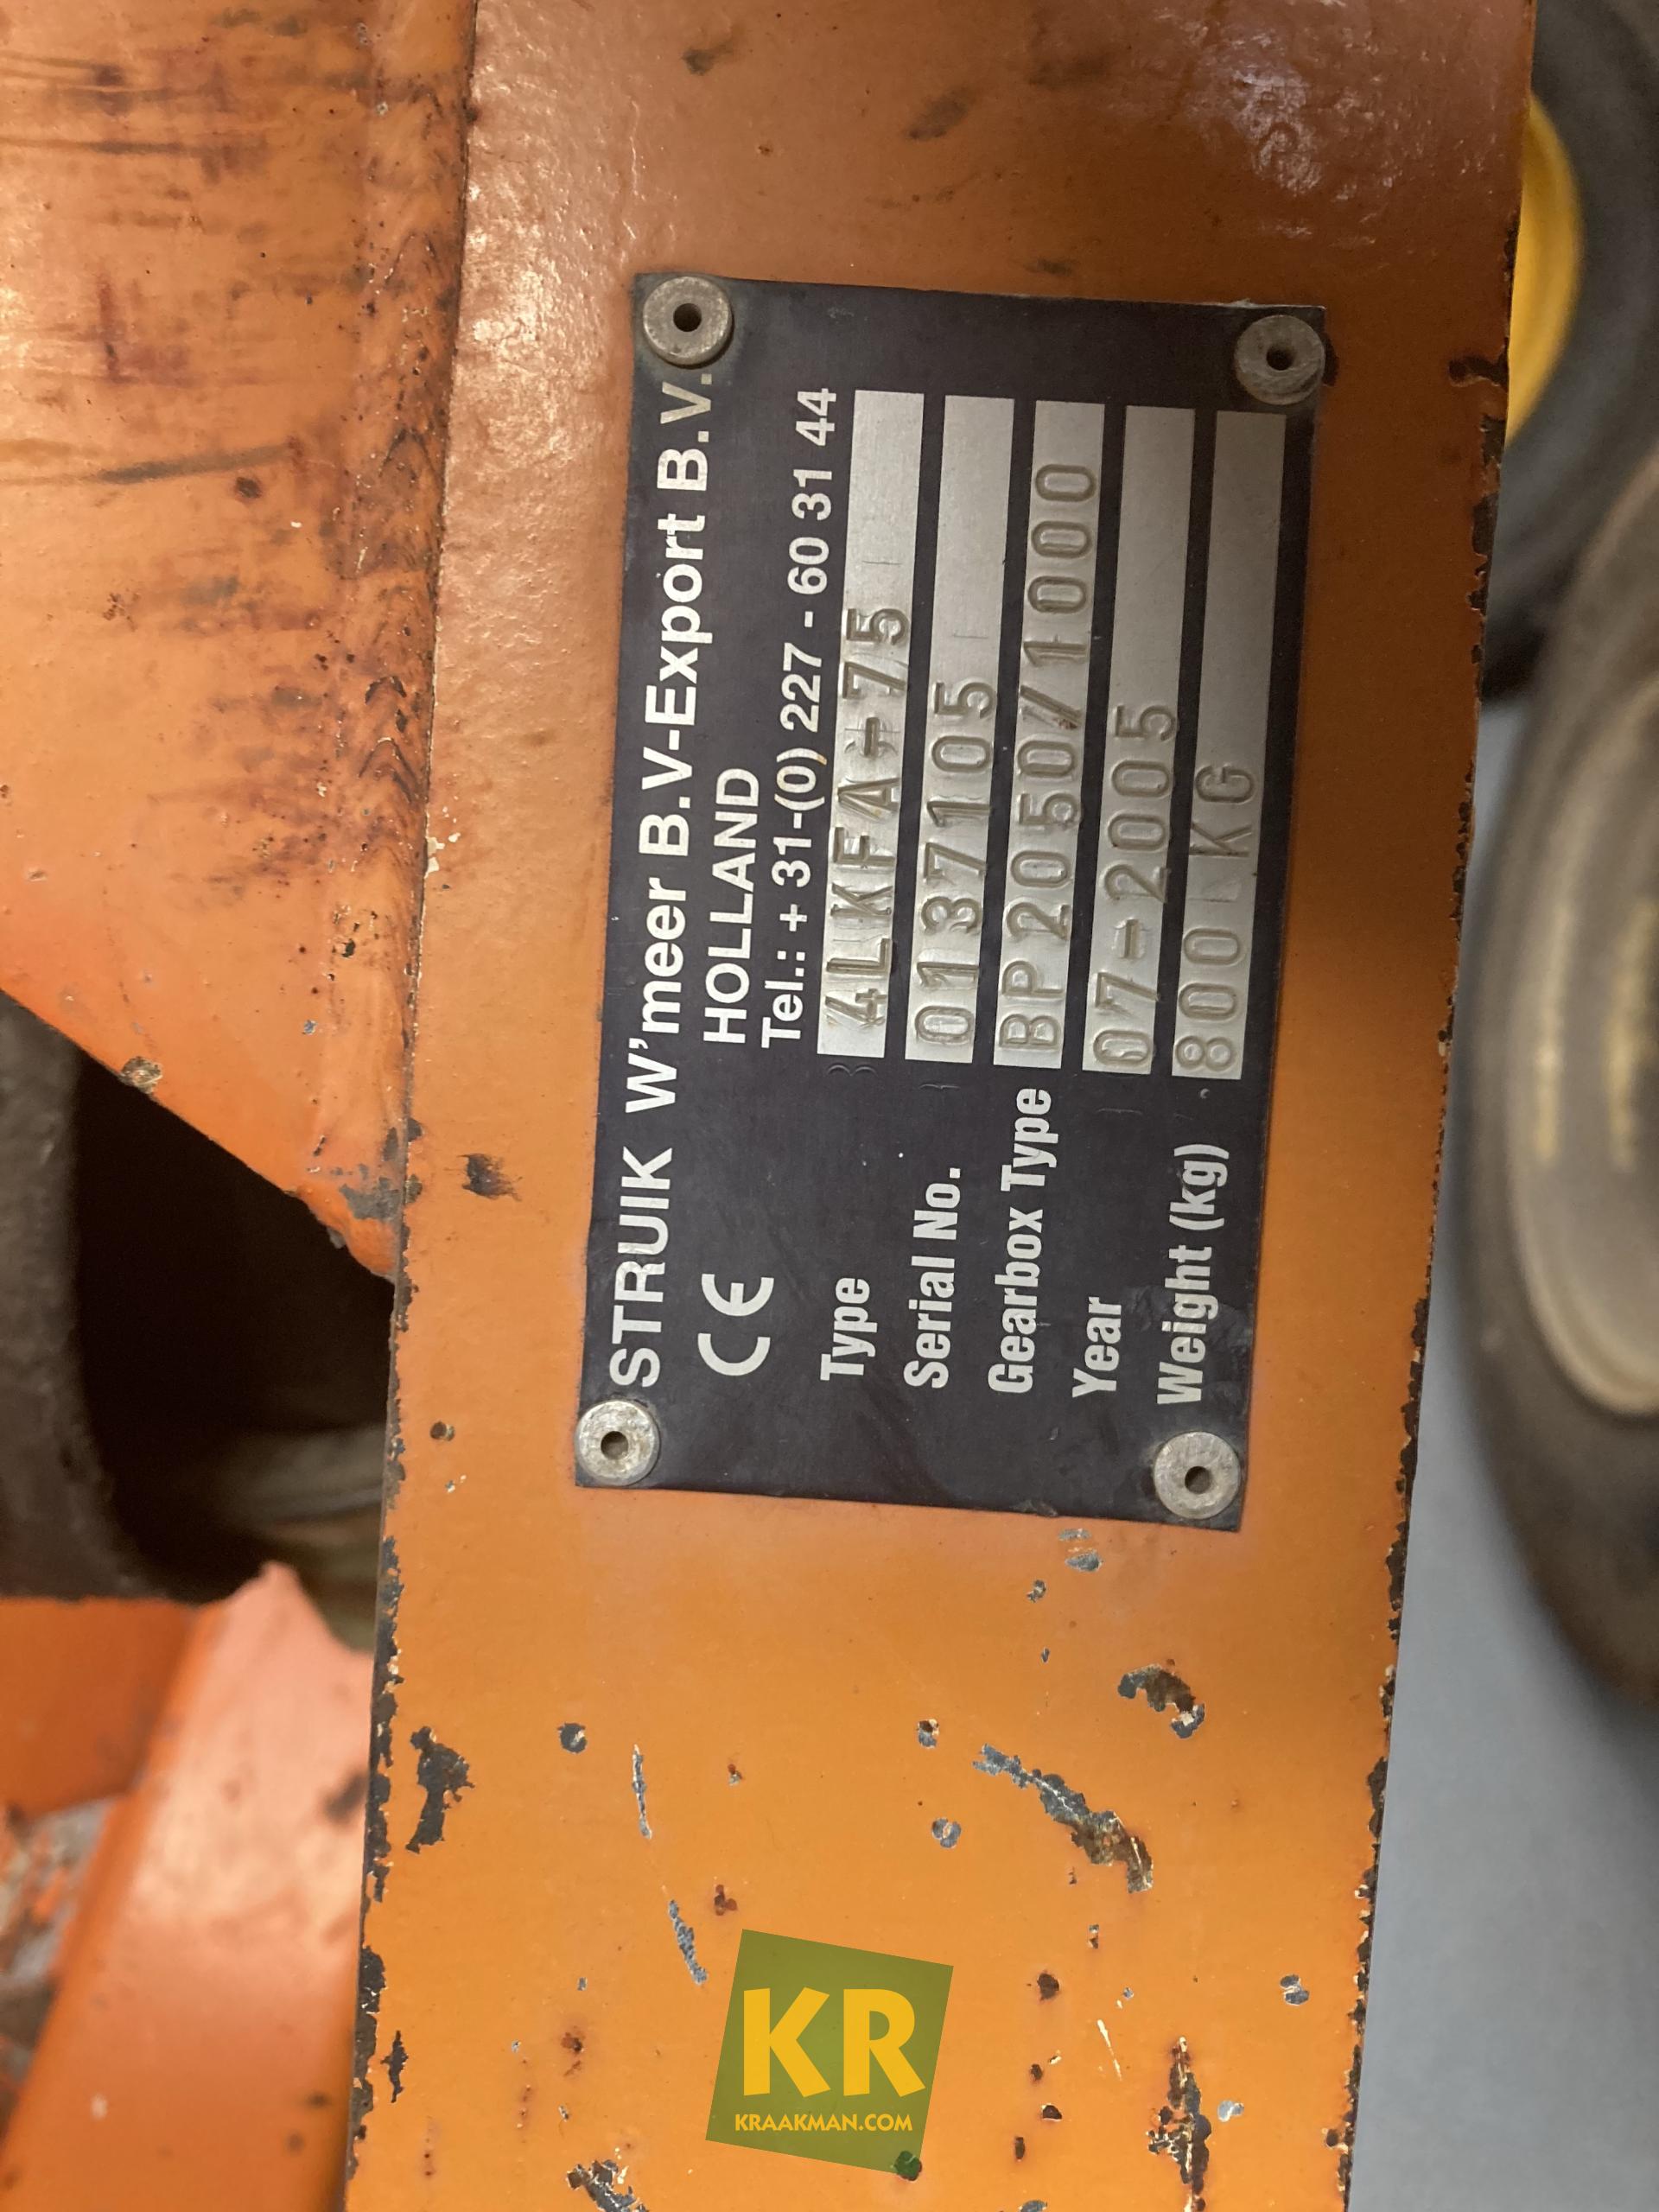 STRUIK W'meer B.V-Export B.V.
HOLLAND
CE Tel.: + 31-(0) 227 - 60 31 44
Type 4LKFA-75
Serial No. 0137105
Gearbox Type BP2050/1000
Year 07-2005
Weight (kg) 800 KG
KR
KRAAKMAN.COM